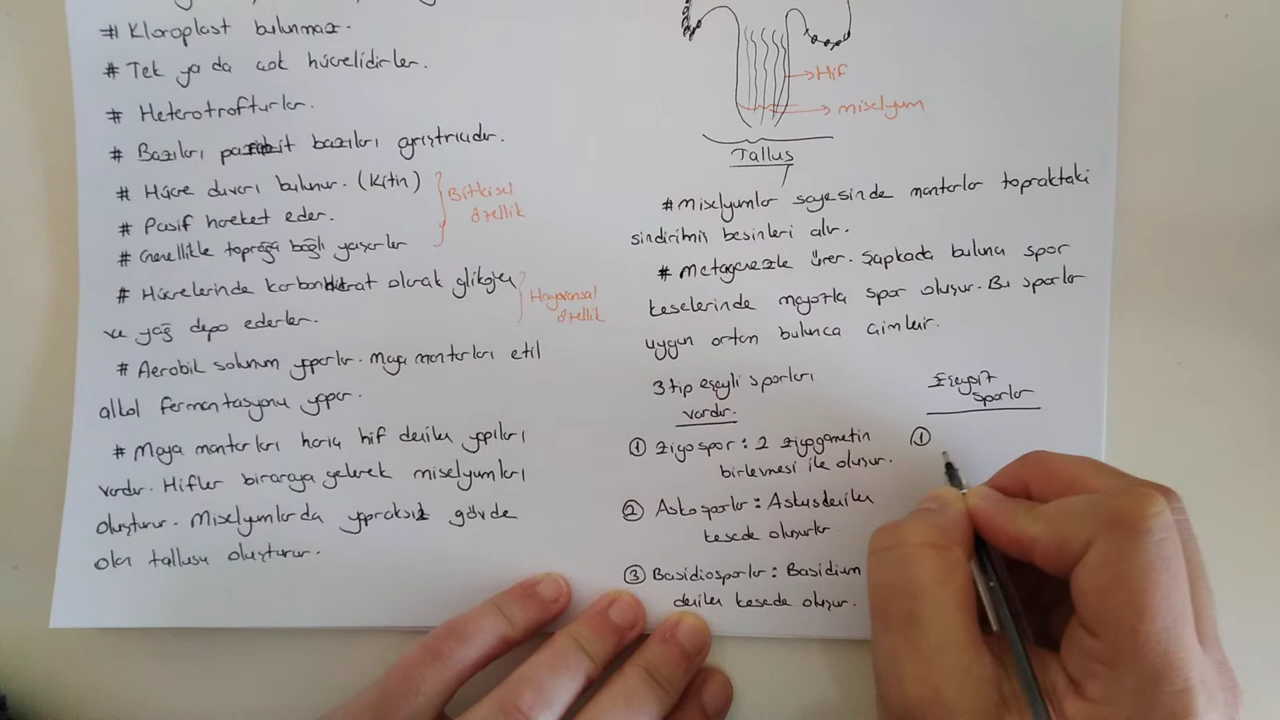 # Kloroplast bulunmaz.
# Tek ya da çok hücrelidirler.
# Heterotrofturlar.
# Bazıları parazit bazıları çürütücüdür.
# Hücre duvarı bulunur. (Kitin)
# Pasif hareket eder.
# Genellikle toprağa bağlı yaşarlar
Bitkisel
özellik
# Hücrelerinde karbonhidrat olarak glikojen
ve yağ depo ederler.
Hayvansal
özellik
# Aerobik solunum yaparlar. Maya mantarları etil
alkol fermantasyonu yapar.
# Maya mantarları hariç hif denilen yapıları
vardır. Hifler biraraya gelerek miselyumları
oluşturur. Miselyumlarda yapraksız gövde
olan tallusu oluşturur.
Hif
miselyum
Tallus
# miselyumlar sayesinde mantarlar topraktaki
sindirilmiş besinleri alır.
# metagenezle ürer. Şapkada buluna spor
keselerinde mayozla spor oluşur. Bu sporlar
uygun ortam bulunca çimlenir.
3 tip eşeyli sporları
vardır.
① Zigospor : 2 zigogametin
birleşmesi ile oluşur.
② Askosporlar : Askus denilen
kesede oluşurlar.
③ Basidiosporlar : Basidium
denilen kesede oluşur.
Eşeysiz
sporlar
①